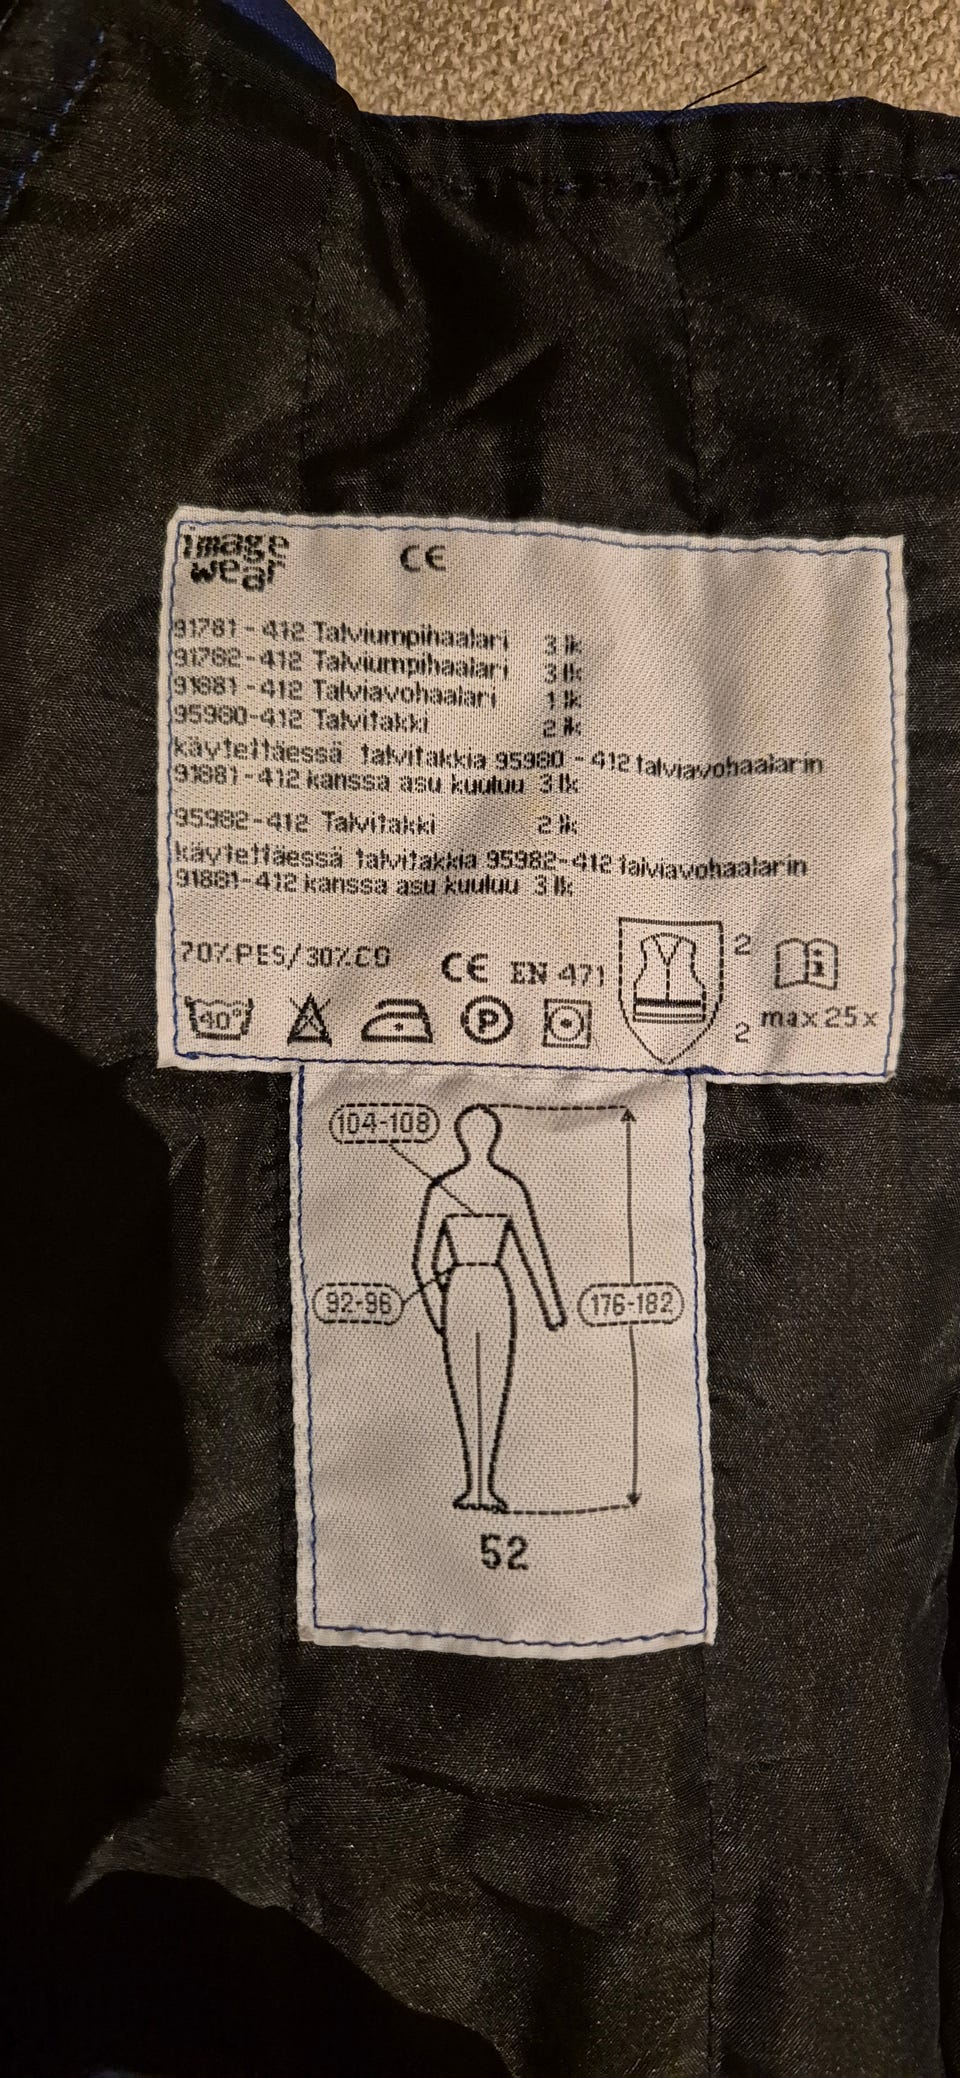 image
wear
CE
91781-412 Talviumpihaalari 3 lk
91782-412 Talviumpihaalari 3 lk
91881-412 Talviavohaalari 1 lk
95980-412 Talvitakki 2 lk
käytettäessä talvitakkia 95980-412 talviavohaalarin
91881-412 kanssa asu kuuluu 3 lk
95982-412 Talvitakki 2 lk
käytettäessä talvitakkia 95982-412 talviavohaalarin
91881-412 kanssa asu kuuluu 3 lk
70%PES/30%CO CE EN 471 2
40° P 2 max 25x
104-108
92-96 176-182
52